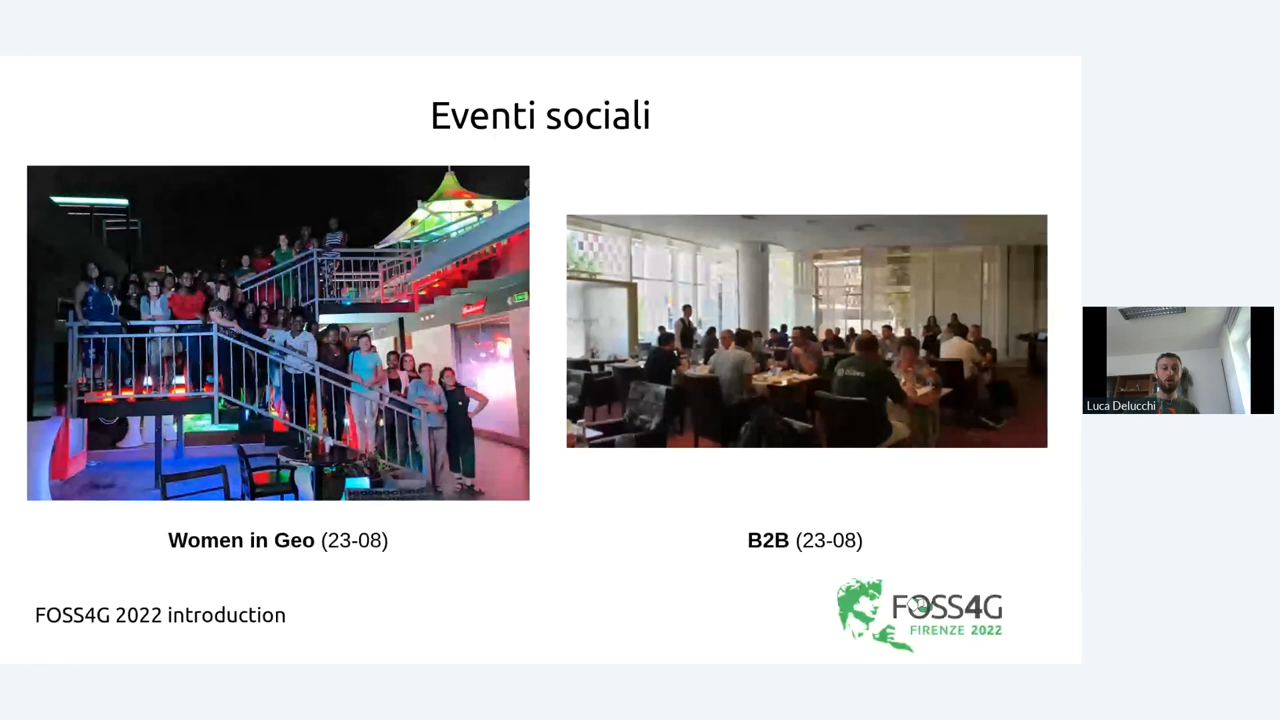 Eventi sociali
Women in Geo (23-08)
B2B (23-08)
FOSS4G 2022 introduction
FOSS4G
FIRENZE 2022
Luca Delucchi